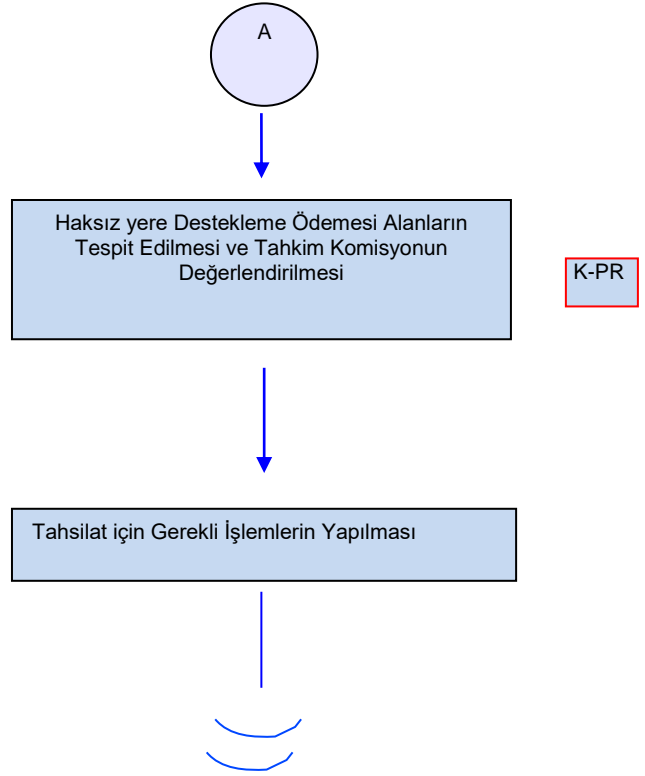 A
Haksız yere Destekleme Ödemesi Alanların
Tespit Edilmesi ve Tahkim Komisyonun
Değerlendirilmesi
K-PR
Tahsilat için Gerekli İşlemlerin Yapılması